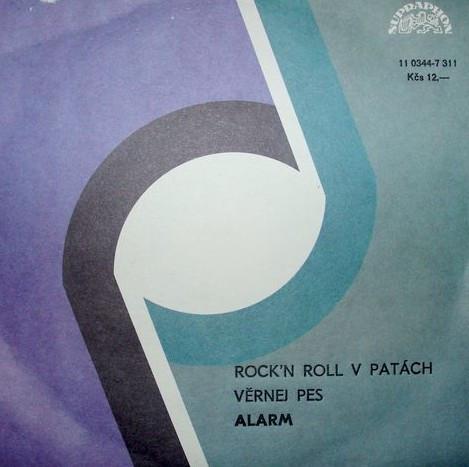 SUPRAPHON
11 0344-7 311
Kčs 12,—
ROCK'N ROLL V PATÁCH
VĚRNEJ PES
ALARM